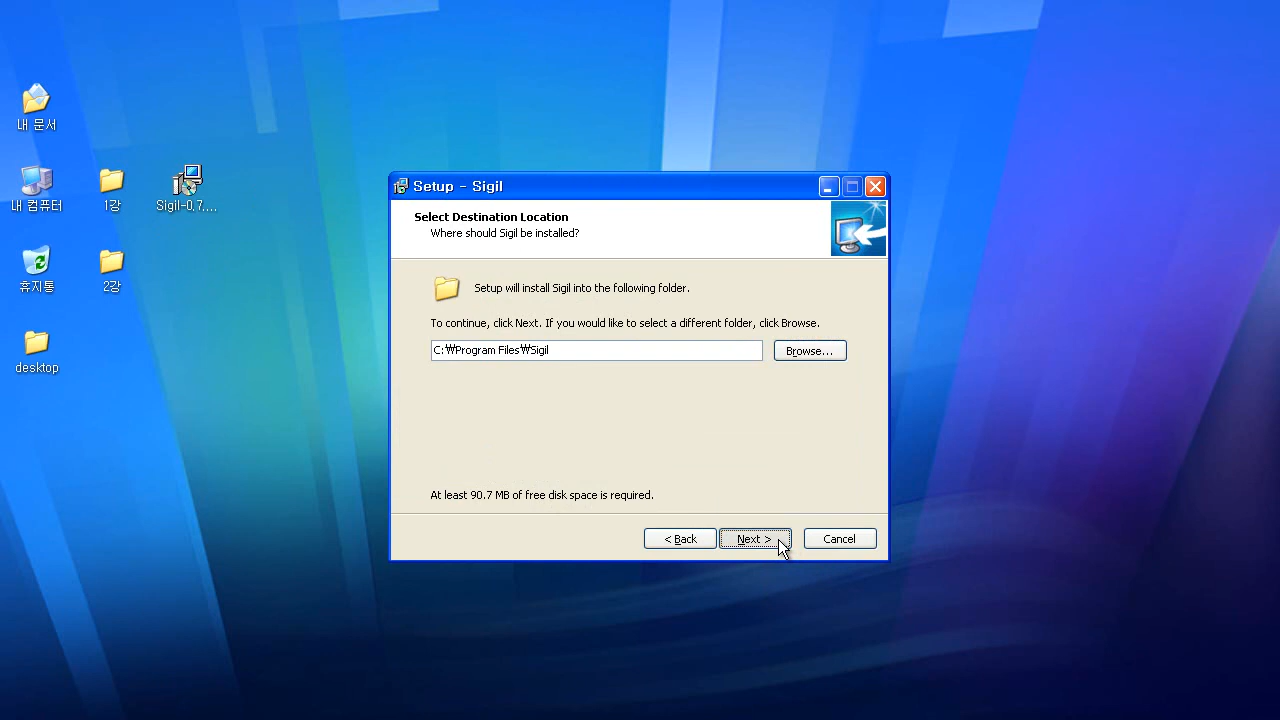 내 문서
내 컴퓨터
1강
Sigil-0.7....
휴지통
2강
desktop
Setup - Sigil
Select Destination Location
Where should Sigil be installed?
Setup will install Sigil into the following folder.
To continue, click Next. If you would like to select a different folder, click Browse.
C:₩Program Files₩Sigil
Browse...
At least 90.7 MB of free disk space is required.
< Back
Next >
Cancel